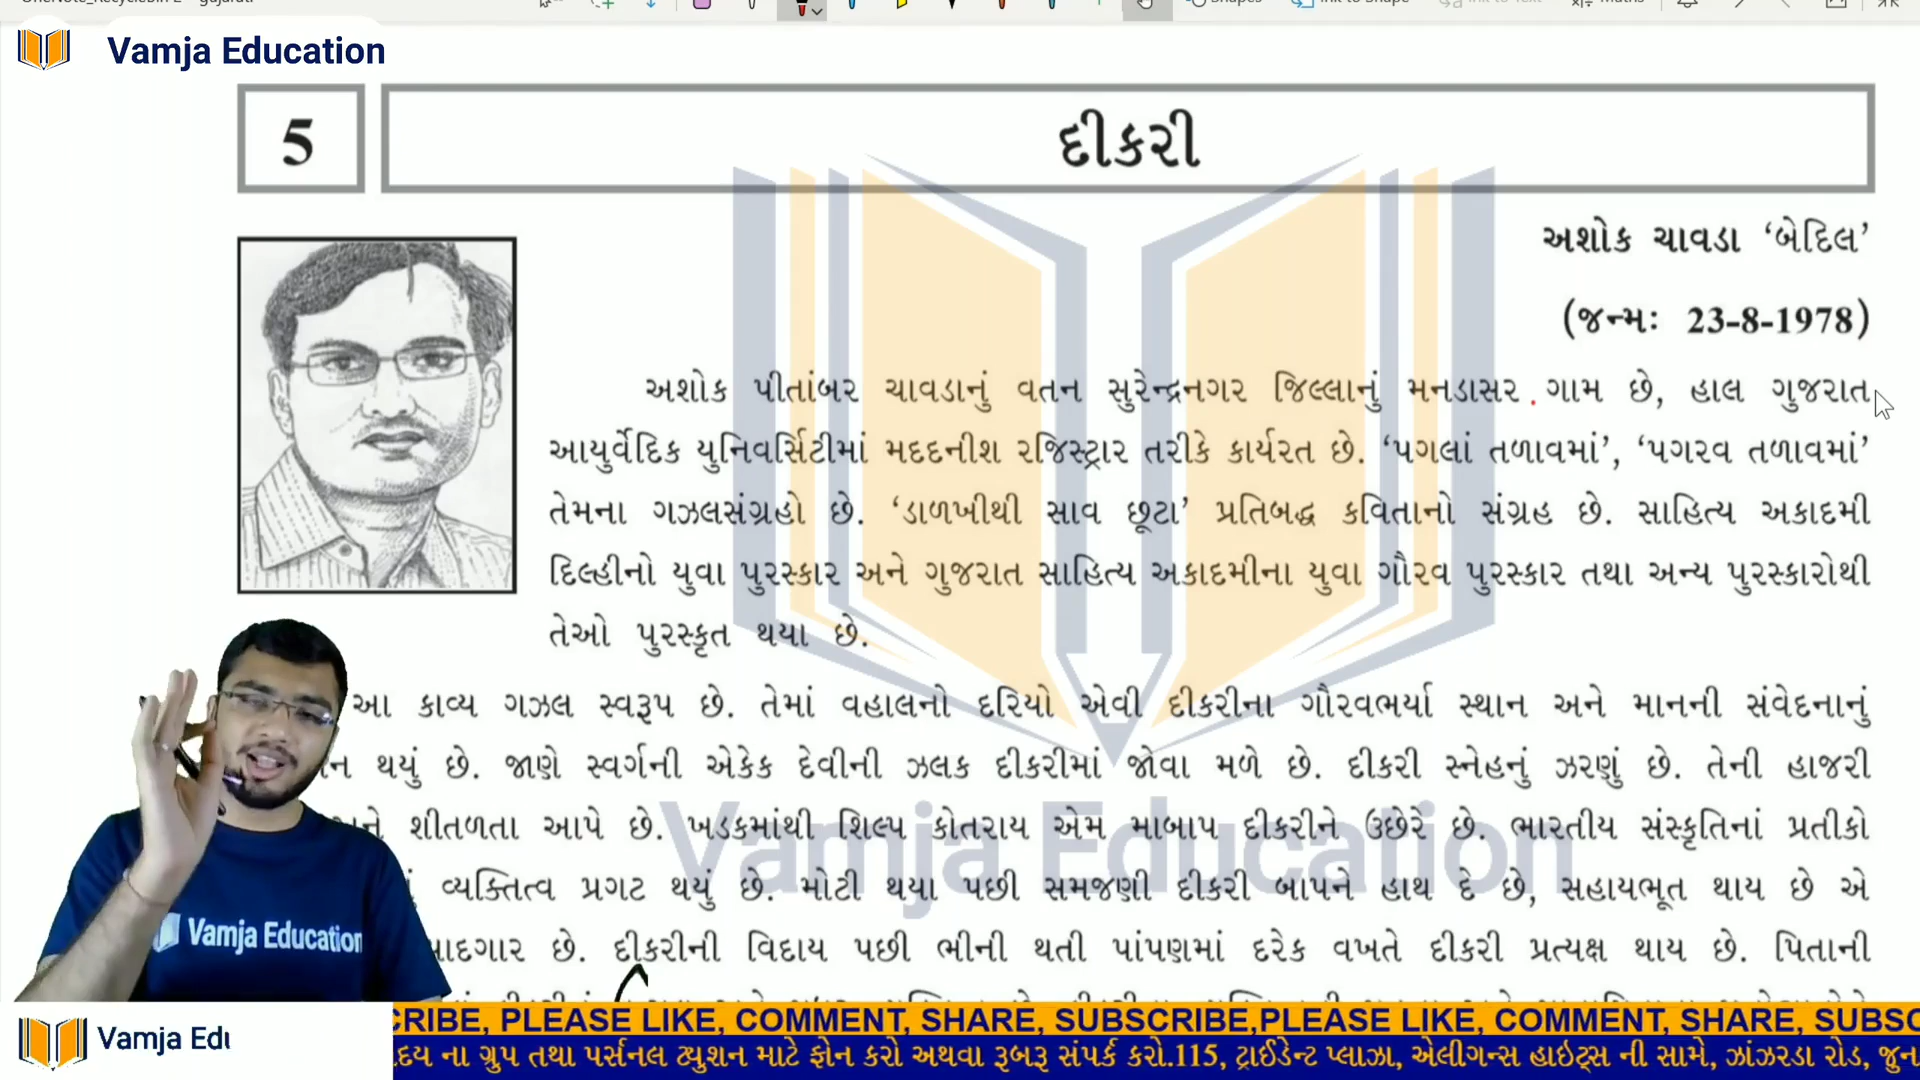 Vamja Education
5
દીકરી
અશોક ચાવડા ‘બેદિલ’
(જન્મઃ 23-8-1978)
અશોક પીતાંબર ચાવડાનું વતન સુરેન્દ્રનગર જિલ્લાનું મનડાસર ગામ છે, હાલ ગુજરાત
આયુર્વેદિક યુનિવર્સિટીમાં મદદનીશ રજિસ્ટ્રાર તરીકે કાર્યરત છે. ‘પગલાં તળાવમાં’, ‘પગરવ તળાવમાં’
તેમના ગઝલસંગ્રહો છે. ‘ડાળખીથી સાવ છૂટા’ પ્રતિબદ્ધ કવિતાનો સંગ્રહ છે. સાહિત્ય અકાદમી
દિલ્હીનો યુવા પુરસ્કાર અને ગુજરાત સાહિત્ય અકાદમીના યુવા ગૌરવ પુરસ્કાર તથા અન્ય પુરસ્કારોથી
તેઓ પુરસ્કૃત થયા છે.
આ કાવ્ય ગઝલ સ્વરૂપ છે. તેમાં વહાલનો દરિયો એવી દીકરીના ગૌરવભર્યા સ્થાન અને માનની સંવેદનાનું
થયું છે. જાણે સ્વર્ગની એકેક દેવીની ઝલક દીકરીમાં જોવા મળે છે. દીકરી સ્નેહનું ઝરણું છે. તેની હાજરી
શીતળતા આપે છે. ખડકમાંથી શિલ્પ કોતરાય એમ માબાપ દીકરીને ઉછેરે છે. ભારતીય સંસ્કૃતિનાં પ્રતીકો
વ્યક્તિત્વ પ્રગટ થયું છે. મોટી થયા પછી સમજણી દીકરી બાપને હાથ દે છે, સહાયભૂત થાય છે એ
છે. દીકરીની વિદાય પછી ભીની થતી પાંપણમાં દરેક વખતે દીકરી પ્રત્યક્ષ થાય છે. પિતાની
Vamja Education
Vamja Education
Vamja Edu
CRIBE, PLEASE LIKE, COMMENT, SHARE, SUBSCRIBE,PLEASE LIKE, COMMENT, SHARE, SUBSC
ના ગ્રુપ તથા પર્સનલ ટ્યુશન માટે ફોન કરો અથવા રૂબરૂ સંપર્ક કરો.115, ટ્રાઈડેન્ટ પ્લાઝા, એલીગન્સ હાઇટ્સ ની સામે, ઝાંઝરડા રોડ, જુન